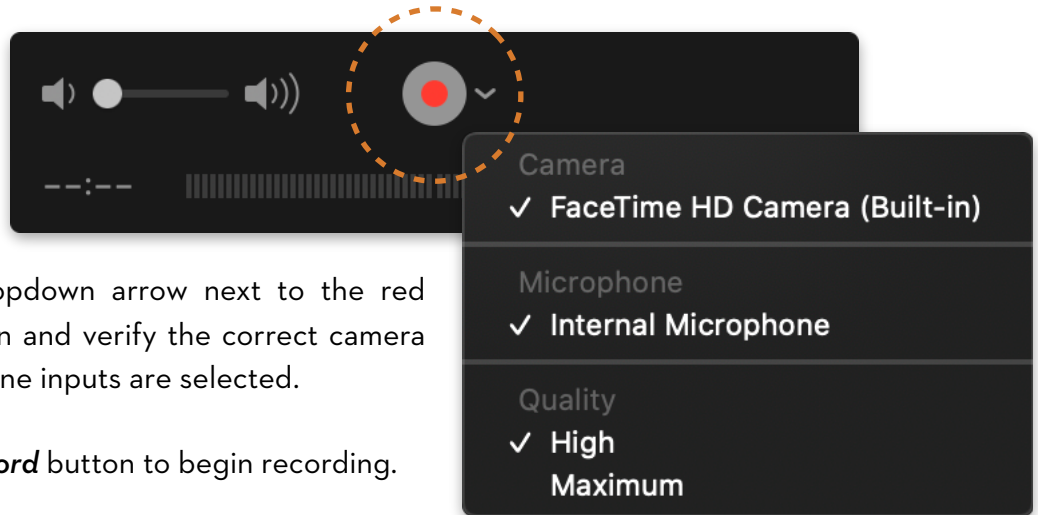 --:--
Camera
✓ FaceTime HD Camera (Built-in)
Microphone
✓ Internal Microphone
Quality
✓ High
Maximum
opdown arrow next to the red
n and verify the correct camera
ne inputs are selected.
ord button to begin recording.